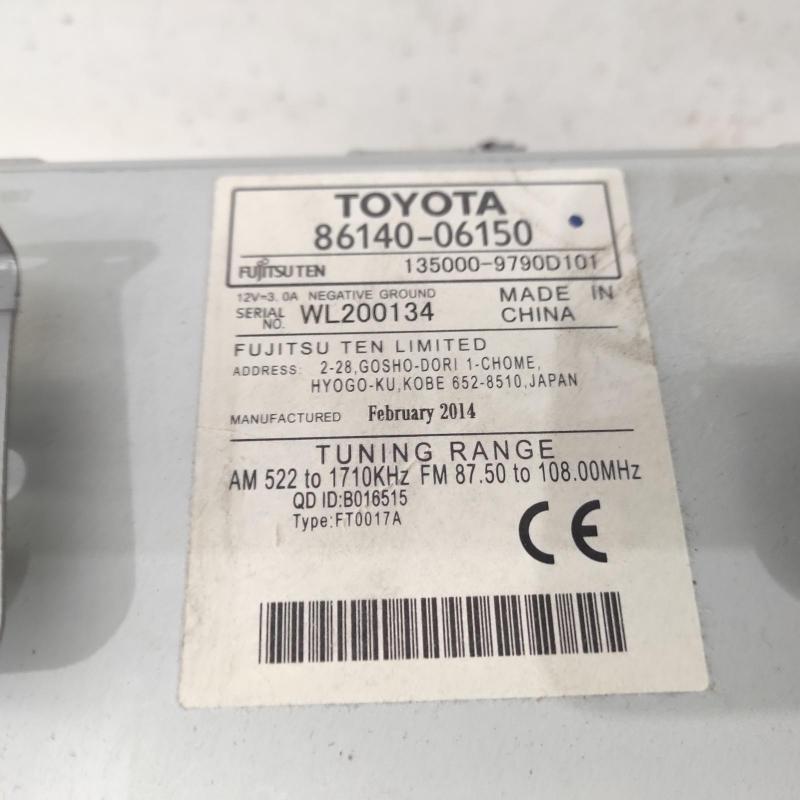 TOYOTA
86140-06150
FUJITSU TEN 135000-9790D101
12V⎓3.0A NEGATIVE GROUND MADE IN
SERIAL NO. WL200134 CHINA
FUJITSU TEN LIMITED
ADDRESS: 2-28,GOSHO-DORI 1-CHOME,
HYOGO-KU,KOBE 652-8510,JAPAN
MANUFACTURED February 2014
TUNING RANGE
AM 522 to 1710KHz FM 87.50 to 108.00MHz
QD ID:B016515
Type:FT0017A
CE